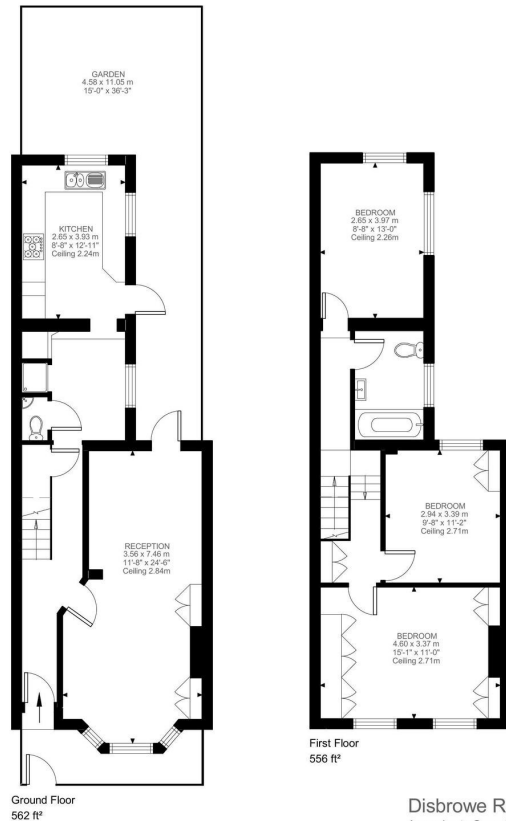 GARDEN
4.58 x 11.05 m
15'-0" x 36'-3"
KITCHEN
2.65 x 3.93 m
8'-8" x 12'-11"
Ceiling 2.24m
RECEPTION
3.56 x 7.46 m
11'-8" x 24'-6"
Ceiling 2.84m
Ground Floor
562 ft²
BEDROOM
2.65 x 3.97 m
8'-8" x 13'-0"
Ceiling 2.26m
BEDROOM
2.94 x 3.39 m
9'-8" x 11'-2"
Ceiling 2.71m
BEDROOM
4.60 x 3.37 m
15'-1" x 11'-0"
Ceiling 2.71m
First Floor
556 ft²
Disbrowe R